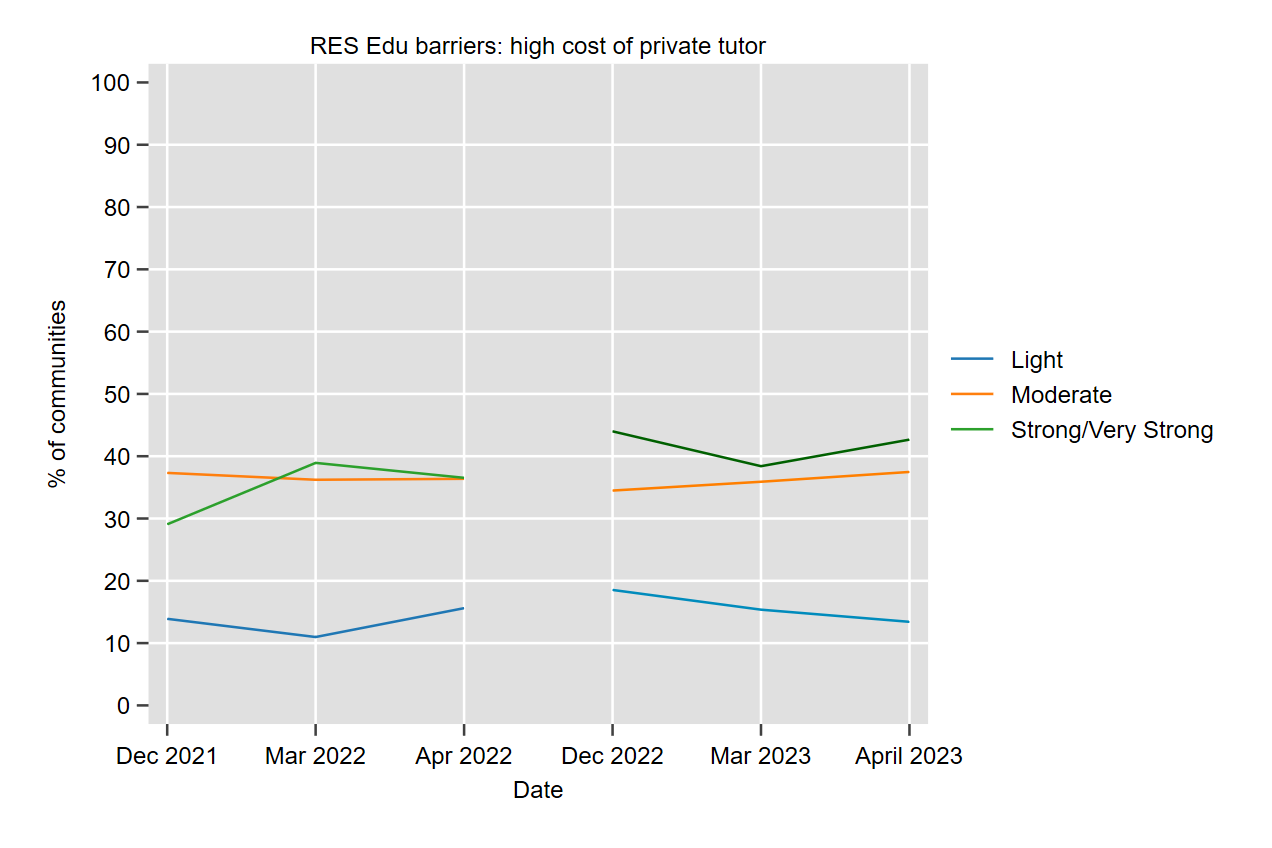 RES Edu barriers: high cost of private tutor
100
90
80
70
60
50
40
30
20
10
0
% of communities
Dec 2021 Mar 2022 Apr 2022 Dec 2022 Mar 2023 April 2023
Date
Light
Moderate
Strong/Very Strong